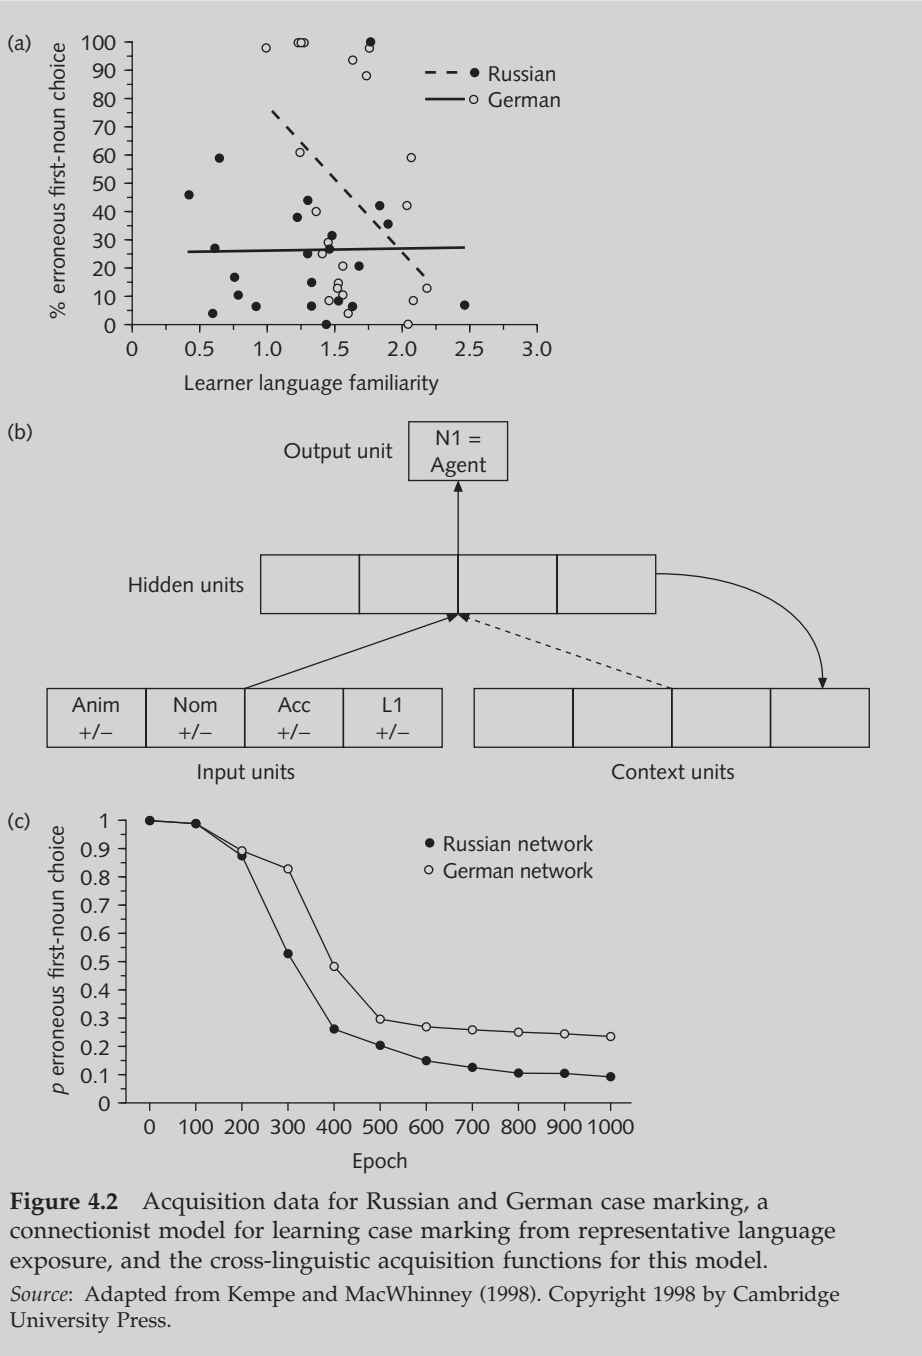 (a)
% erroneous first-noun choice
100
90
80
70
60
50
40
30
20
10
0
0 0.5 1.0 1.5 2.0 2.5 3.0
Learner language familiarity
Russian
German
(b)
Output unit
N1 =
Agent
Hidden units
Anim Nom Acc L1
+/− +/− +/− +/−
Input units
Context units
(c)
p erroneous first-noun choice
1
0.9
0.8
0.7
0.6
0.5
0.4
0.3
0.2
0.1
0
0 100 200 300 400 500 600 700 800 900 1000
Epoch
Russian network
German network
Figure 4.2 Acquisition data for Russian and German case marking, a
connectionist model for learning case marking from representative language
exposure, and the cross-linguistic acquisition functions for this model.
Source: Adapted from Kempe and MacWhinney (1998). Copyright 1998 by Cambridge
University Press.